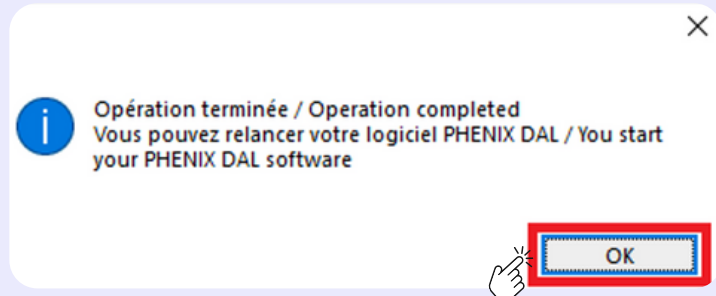 Opération terminée / Operation completed
Vous pouvez relancer votre logiciel PHENIX DAL / You start
your PHENIX DAL software
OK